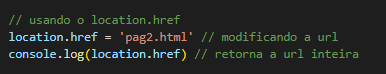 // usando o location.href
location.href = 'pag2.html' // modificando a url
console.log(location.href) // retorna a url inteira